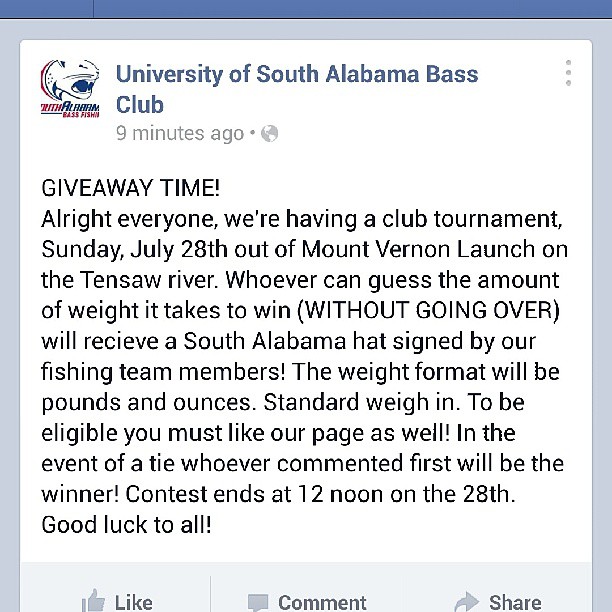 University of South Alabama Bass
Club
9 minutes ago •
GIVEAWAY TIME!
Alright everyone, we're having a club tournament,
Sunday, July 28th out of Mount Vernon Launch on
the Tensaw river. Whoever can guess the amount
of weight it takes to win (WITHOUT GOING OVER)
will recieve a South Alabama hat signed by our
fishing team members! The weight format will be
pounds and ounces. Standard weigh in. To be
eligible you must like our page as well! In the
event of a tie whoever commented first will be the
winner! Contest ends at 12 noon on the 28th.
Good luck to all!
Like Comment Share